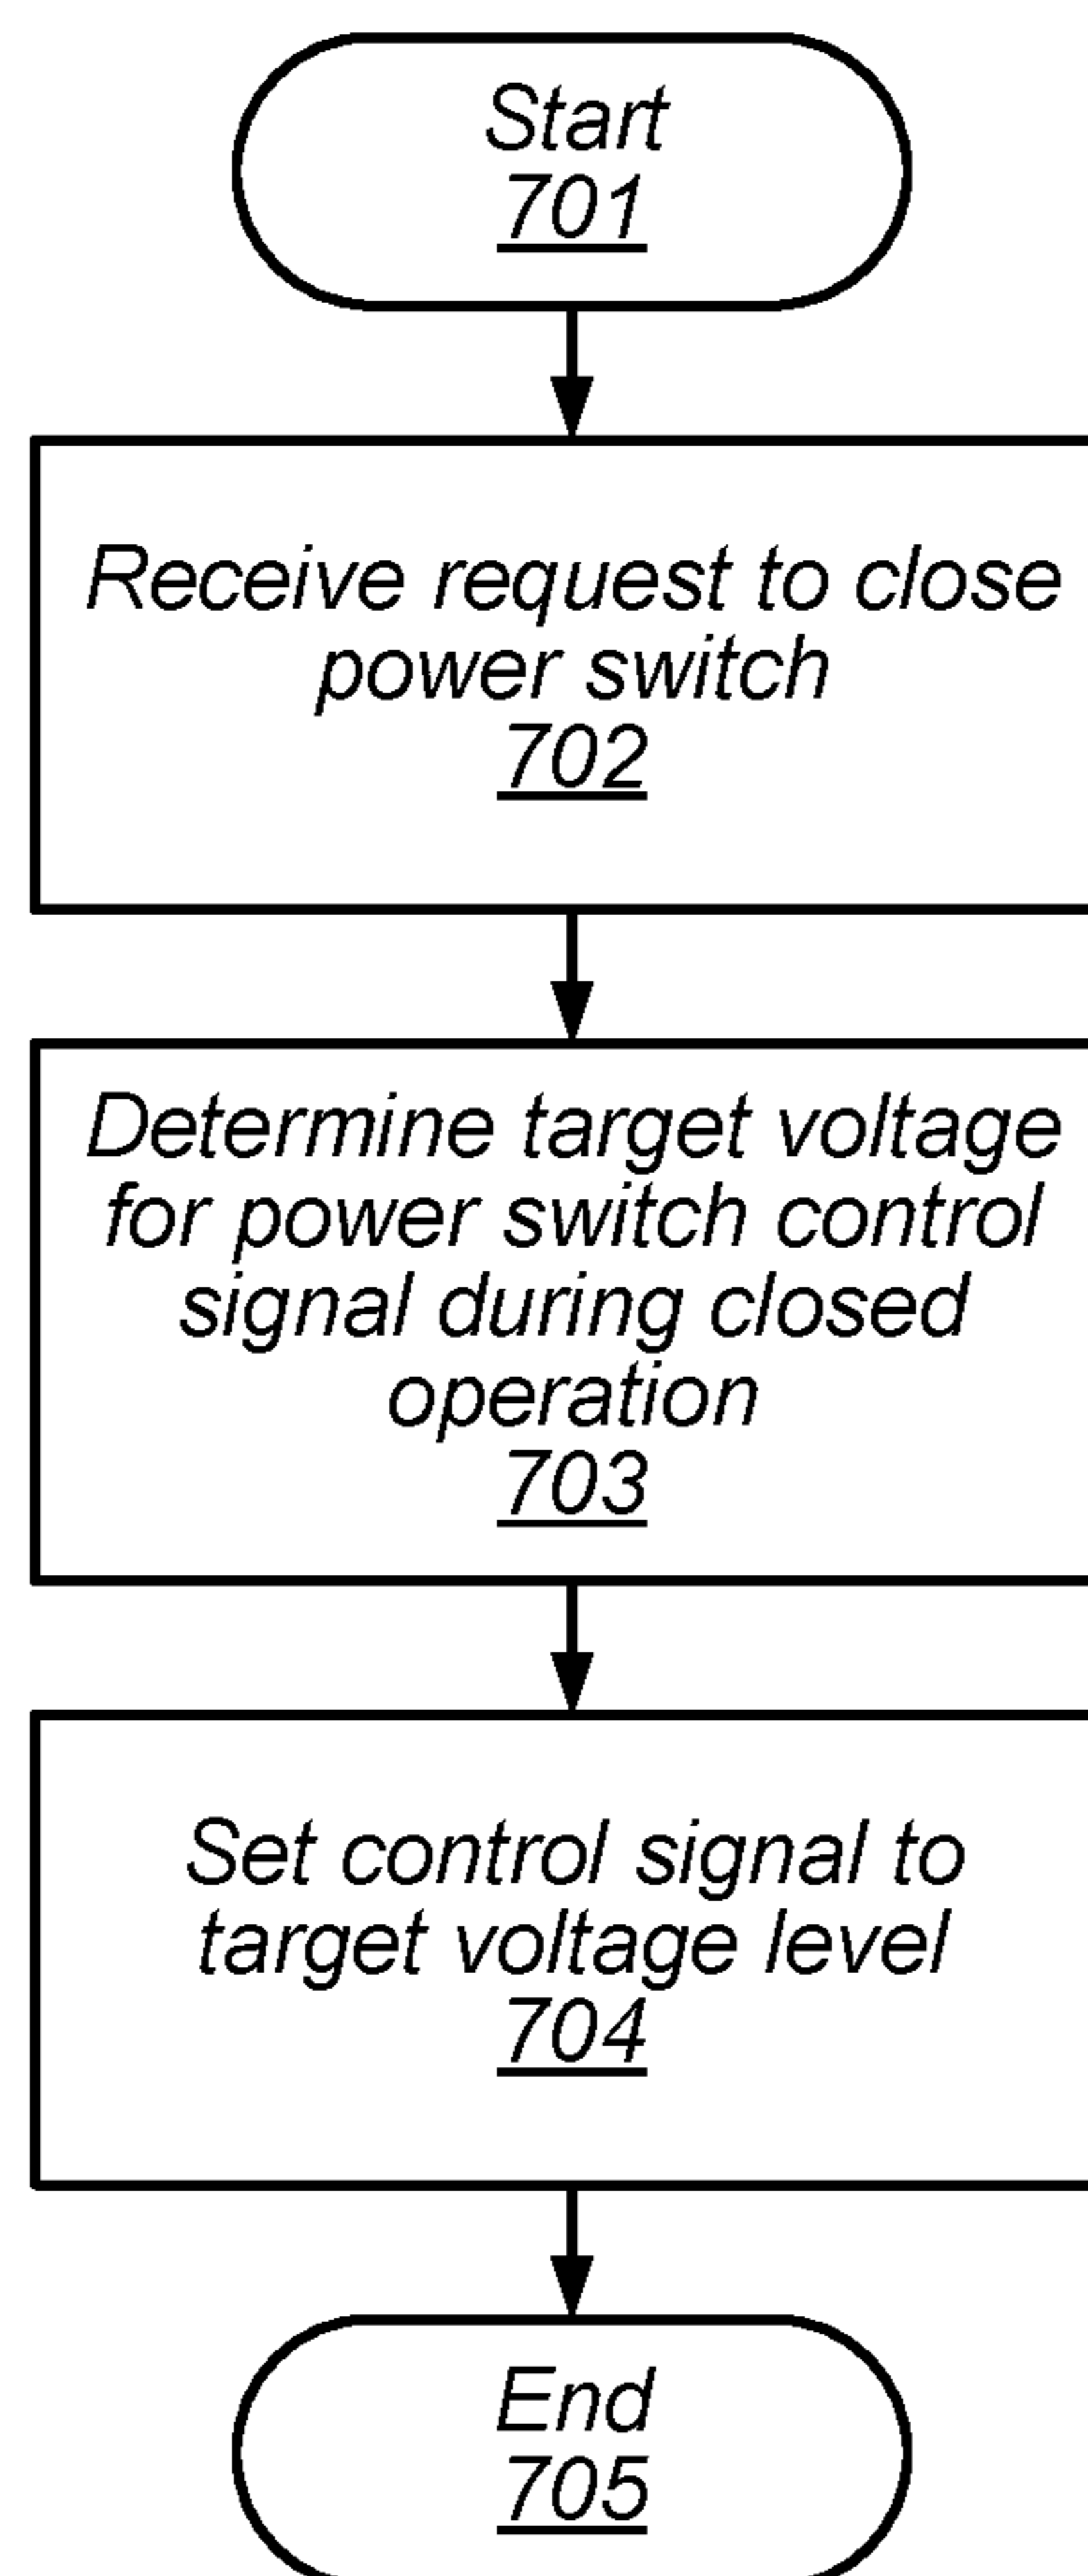 Start
701
Receive request to close
power switch
702
Determine target voltage
for power switch control
signal during closed
operation
703
Set control signal to
target voltage level
704
End
705